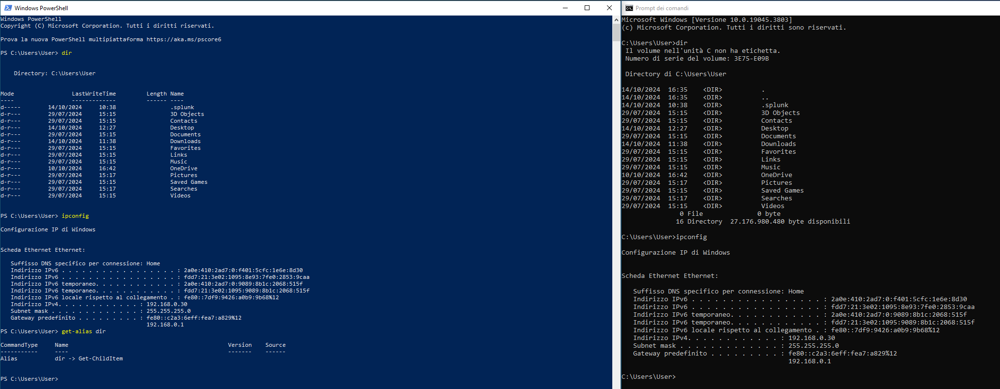 Windows PowerShell
Windows PowerShell
Copyright (C) Microsoft Corporation. Tutti i diritti riservati.
Prova la nuova PowerShell multipiattaforma https://aka.ms/pscore6
PS C:\Users\User> dir
Directory: C:\Users\User
Mode                 LastWriteTime         Length Name
----                 -------------         ------ ----
d-----        14/10/2024     10:38                .splunk
d-r---        29/07/2024     15:15                3D Objects
d-r---        29/07/2024     15:15                Contacts
d-r---        14/10/2024     12:27                Desktop
d-r---        29/07/2024     15:15                Documents
d-r---        14/10/2024     11:38                Downloads
d-r---        29/07/2024     15:15                Favorites
d-r---        29/07/2024     15:15                Links
d-r---        29/07/2024     15:15                Music
d-r---        10/10/2024     16:42                OneDrive
d-r---        29/07/2024     15:17                Pictures
d-r---        29/07/2024     15:15                Saved Games
d-r---        29/07/2024     15:17                Searches
d-r---        29/07/2024     15:15                Videos
PS C:\Users\User> ipconfig
Configurazione IP di Windows
Scheda Ethernet Ethernet:
   Suffisso DNS specifico per connessione: Home
   Indirizzo IPv6 . . . . . . . . . . . . . . . . . : 2a0e:410:2ad7:0:f401:5cfc:1e6e:8d30
   Indirizzo IPv6 . . . . . . . . . . . . . . . . . : fdd7:21:3e02:1095:8e93:7fe0:2853:9caa
   Indirizzo IPv6 temporaneo. . . . . . . . . . . . : 2a0e:410:2ad7:0:9089:8b1c:2068:515f
   Indirizzo IPv6 temporaneo. . . . . . . . . . . . : fdd7:21:3e02:1095:9089:8b1c:2068:515f
   Indirizzo IPv6 locale rispetto al collegamento . : fe80::7df9:9426:a0b9:9b68%12
   Indirizzo IPv4. . . . . . . . . . . . : 192.168.0.30
   Subnet mask . . . . . . . . . . . . . : 255.255.255.0
   Gateway predefinito . . . . . . . . . : fe80::c2a3:6eff:fea7:a829%12
                                           192.168.0.1
PS C:\Users\User> get-alias dir
CommandType     Name                                               Version    Source
-----------     ----                                               -------    ------
Alias           dir -> Get-ChildItem
PS C:\Users\User>
Prompt dei comandi
Microsoft Windows [Versione 10.0.19045.3803]
(c) Microsoft Corporation. Tutti i diritti sono riservati.
C:\Users\User>dir
 Il volume nell'unità C non ha etichetta.
 Numero di serie del volume: 3E75-E09B
 Directory di C:\Users\User
14/10/2024  16:35    <DIR>          .
14/10/2024  16:35    <DIR>          ..
14/10/2024  10:38    <DIR>          .splunk
29/07/2024  15:15    <DIR>          3D Objects
29/07/2024  15:15    <DIR>          Contacts
14/10/2024  12:27    <DIR>          Desktop
29/07/2024  15:15    <DIR>          Documents
14/10/2024  11:38    <DIR>          Downloads
29/07/2024  15:15    <DIR>          Favorites
29/07/2024  15:15    <DIR>          Links
29/07/2024  15:15    <DIR>          Music
10/10/2024  16:42    <DIR>          OneDrive
29/07/2024  15:17    <DIR>          Pictures
29/07/2024  15:15    <DIR>          Saved Games
29/07/2024  15:17    <DIR>          Searches
29/07/2024  15:15    <DIR>          Videos
               0 File              0 byte
              16 Directory  27.176.980.480 byte disponibili
C:\Users\User>ipconfig
Configurazione IP di Windows
Scheda Ethernet Ethernet:
   Suffisso DNS specifico per connessione: Home
   Indirizzo IPv6 . . . . . . . . . . . . . . . . . : 2a0e:410:2ad7:0:f401:5cfc:1e6e:8d30
   Indirizzo IPv6 . . . . . . . . . . . . . . . . . : fdd7:21:3e02:1095:8e93:7fe0:2853:9caa
   Indirizzo IPv6 temporaneo. . . . . . . . . . . . : 2a0e:410:2ad7:0:9089:8b1c:2068:515f
   Indirizzo IPv6 temporaneo. . . . . . . . . . . . : fdd7:21:3e02:1095:9089:8b1c:2068:515f
   Indirizzo IPv6 locale rispetto al collegamento . : fe80::7df9:9426:a0b9:9b68%12
   Indirizzo IPv4. . . . . . . . . . . . : 192.168.0.30
   Subnet mask . . . . . . . . . . . . . : 255.255.255.0
   Gateway predefinito . . . . . . . . . : fe80::c2a3:6eff:fea7:a829%12
                                           192.168.0.1
C:\Users\User>